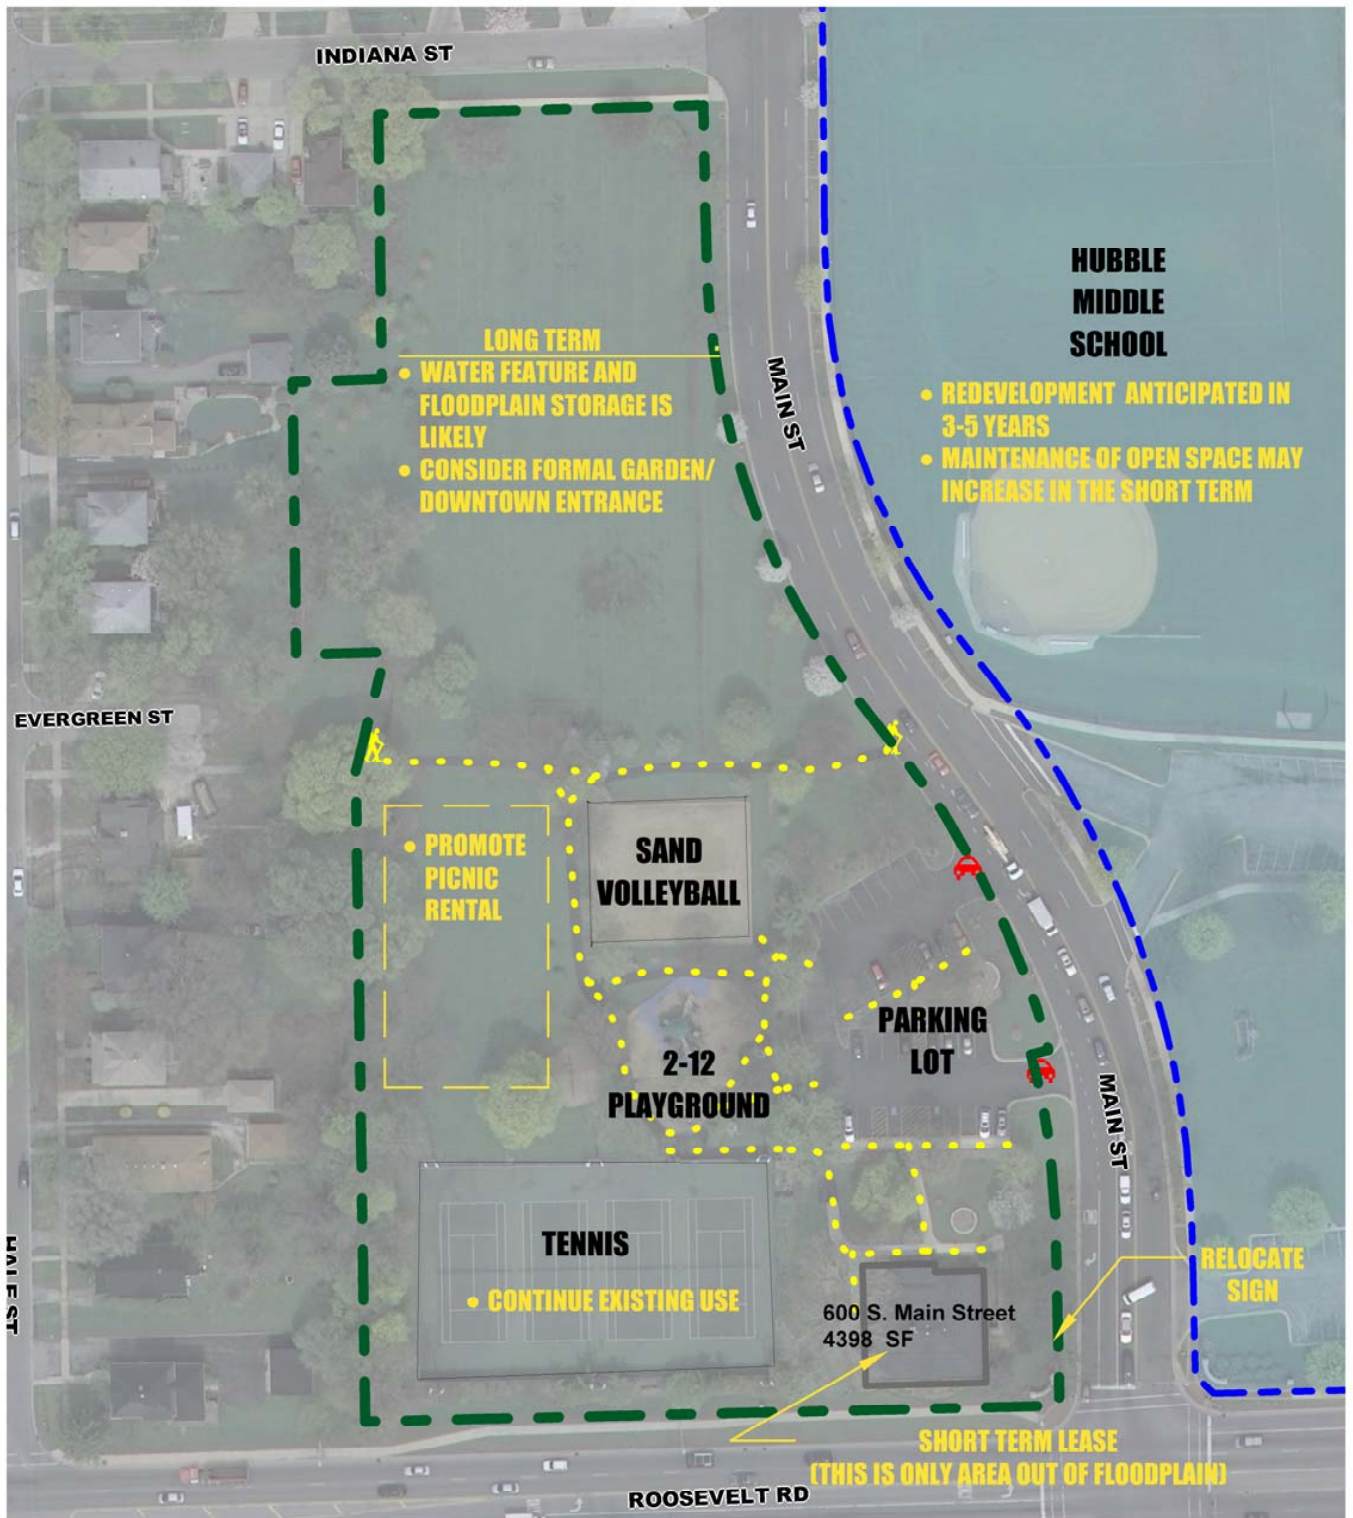 INDIANA ST
HUBBLE
MIDDLE
SCHOOL
• REDEVELOPMENT ANTICIPATED IN
3-5 YEARS
• MAINTENANCE OF OPEN SPACE MAY
INCREASE IN THE SHORT TERM
LONG TERM
• WATER FEATURE AND
FLOODPLAIN STORAGE IS
LIKELY
• CONSIDER FORMAL GARDEN/
DOWNTOWN ENTRANCE
MAIN ST
EVERGREEN ST
• PROMOTE
PICNIC
RENTAL
SAND
VOLLEYBALL
PARKING
LOT
2-12
PLAYGROUND
MAIN ST
TENNIS
• CONTINUE EXISTING USE
HALE ST
600 S. Main Street
4398 SF
RELOCATE
SIGN
SHORT TERM LEASE
(THIS IS ONLY AREA OUT OF FLOODPLAIN)
ROOSEVELT RD